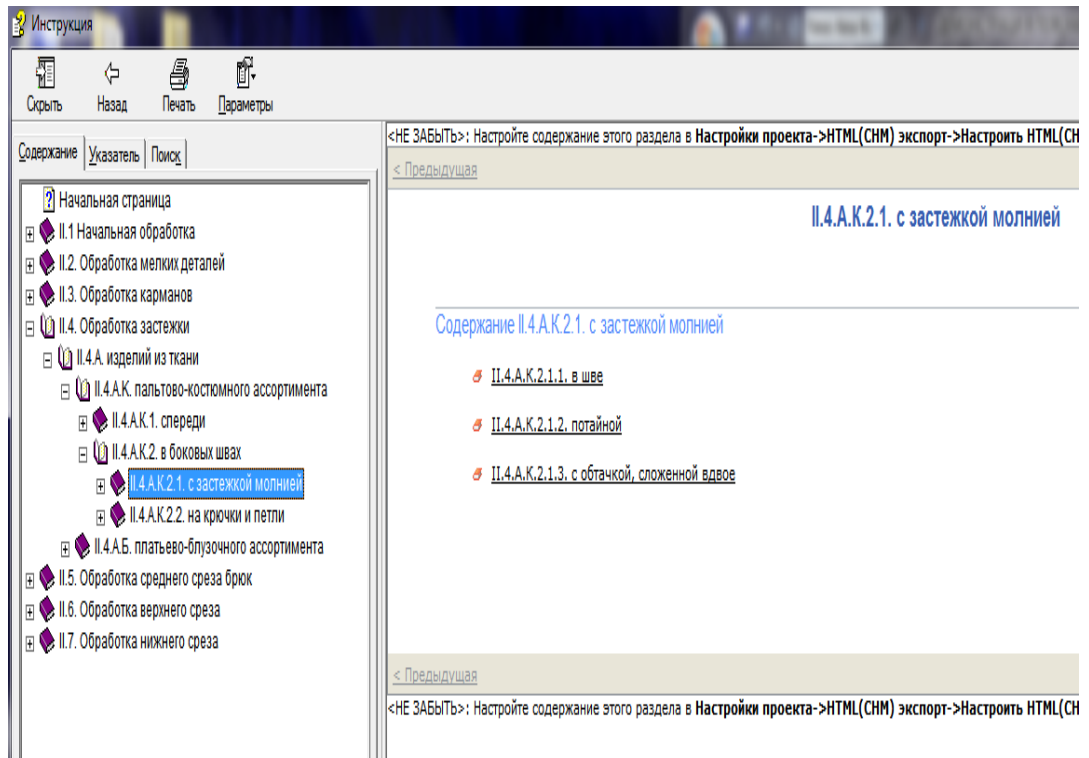 Инструкция
Скрыть Назад Печать Параметры
Содержание Указатель Поиск
Начальная страница
II.1 Начальная обработка
II.2. Обработка мелких деталей
II.3. Обработка карманов
II.4. Обработка застежки
II.4.А. изделий из ткани
II.4.А.К. пальтово-костюмного ассортимента
II.4.А.К.1. спереди
II.4.А.К.2. в боковых швах
II.4.А.К.2.1. с застежкой молнией
II.4.А.К.2.2. на крючки и петли
II.4.А.Б. платьево-блузочного ассортимента
II.5. Обработка среднего среза брюк
II.6. Обработка верхнего среза
II.7. Обработка нижнего среза
<НЕ ЗАБЫТЬ>: Настройте содержание этого раздела в Настройки проекта->HTML(CHM) экспорт->Настроить HTML(CH
< Предыдущая
II.4.А.К.2.1. с застежкой молнией
Содержание II.4.А.К.2.1. с застежкой молнией
II.4.А.К.2.1.1. в шве
II.4.А.К.2.1.2. потайной
II.4.А.К.2.1.3. с обтачкой, сложенной вдвое
< Предыдущая
<НЕ ЗАБЫТЬ>: Настройте содержание этого раздела в Настройки проекта->HTML(CHM) экспорт->Настроить HTML(CH